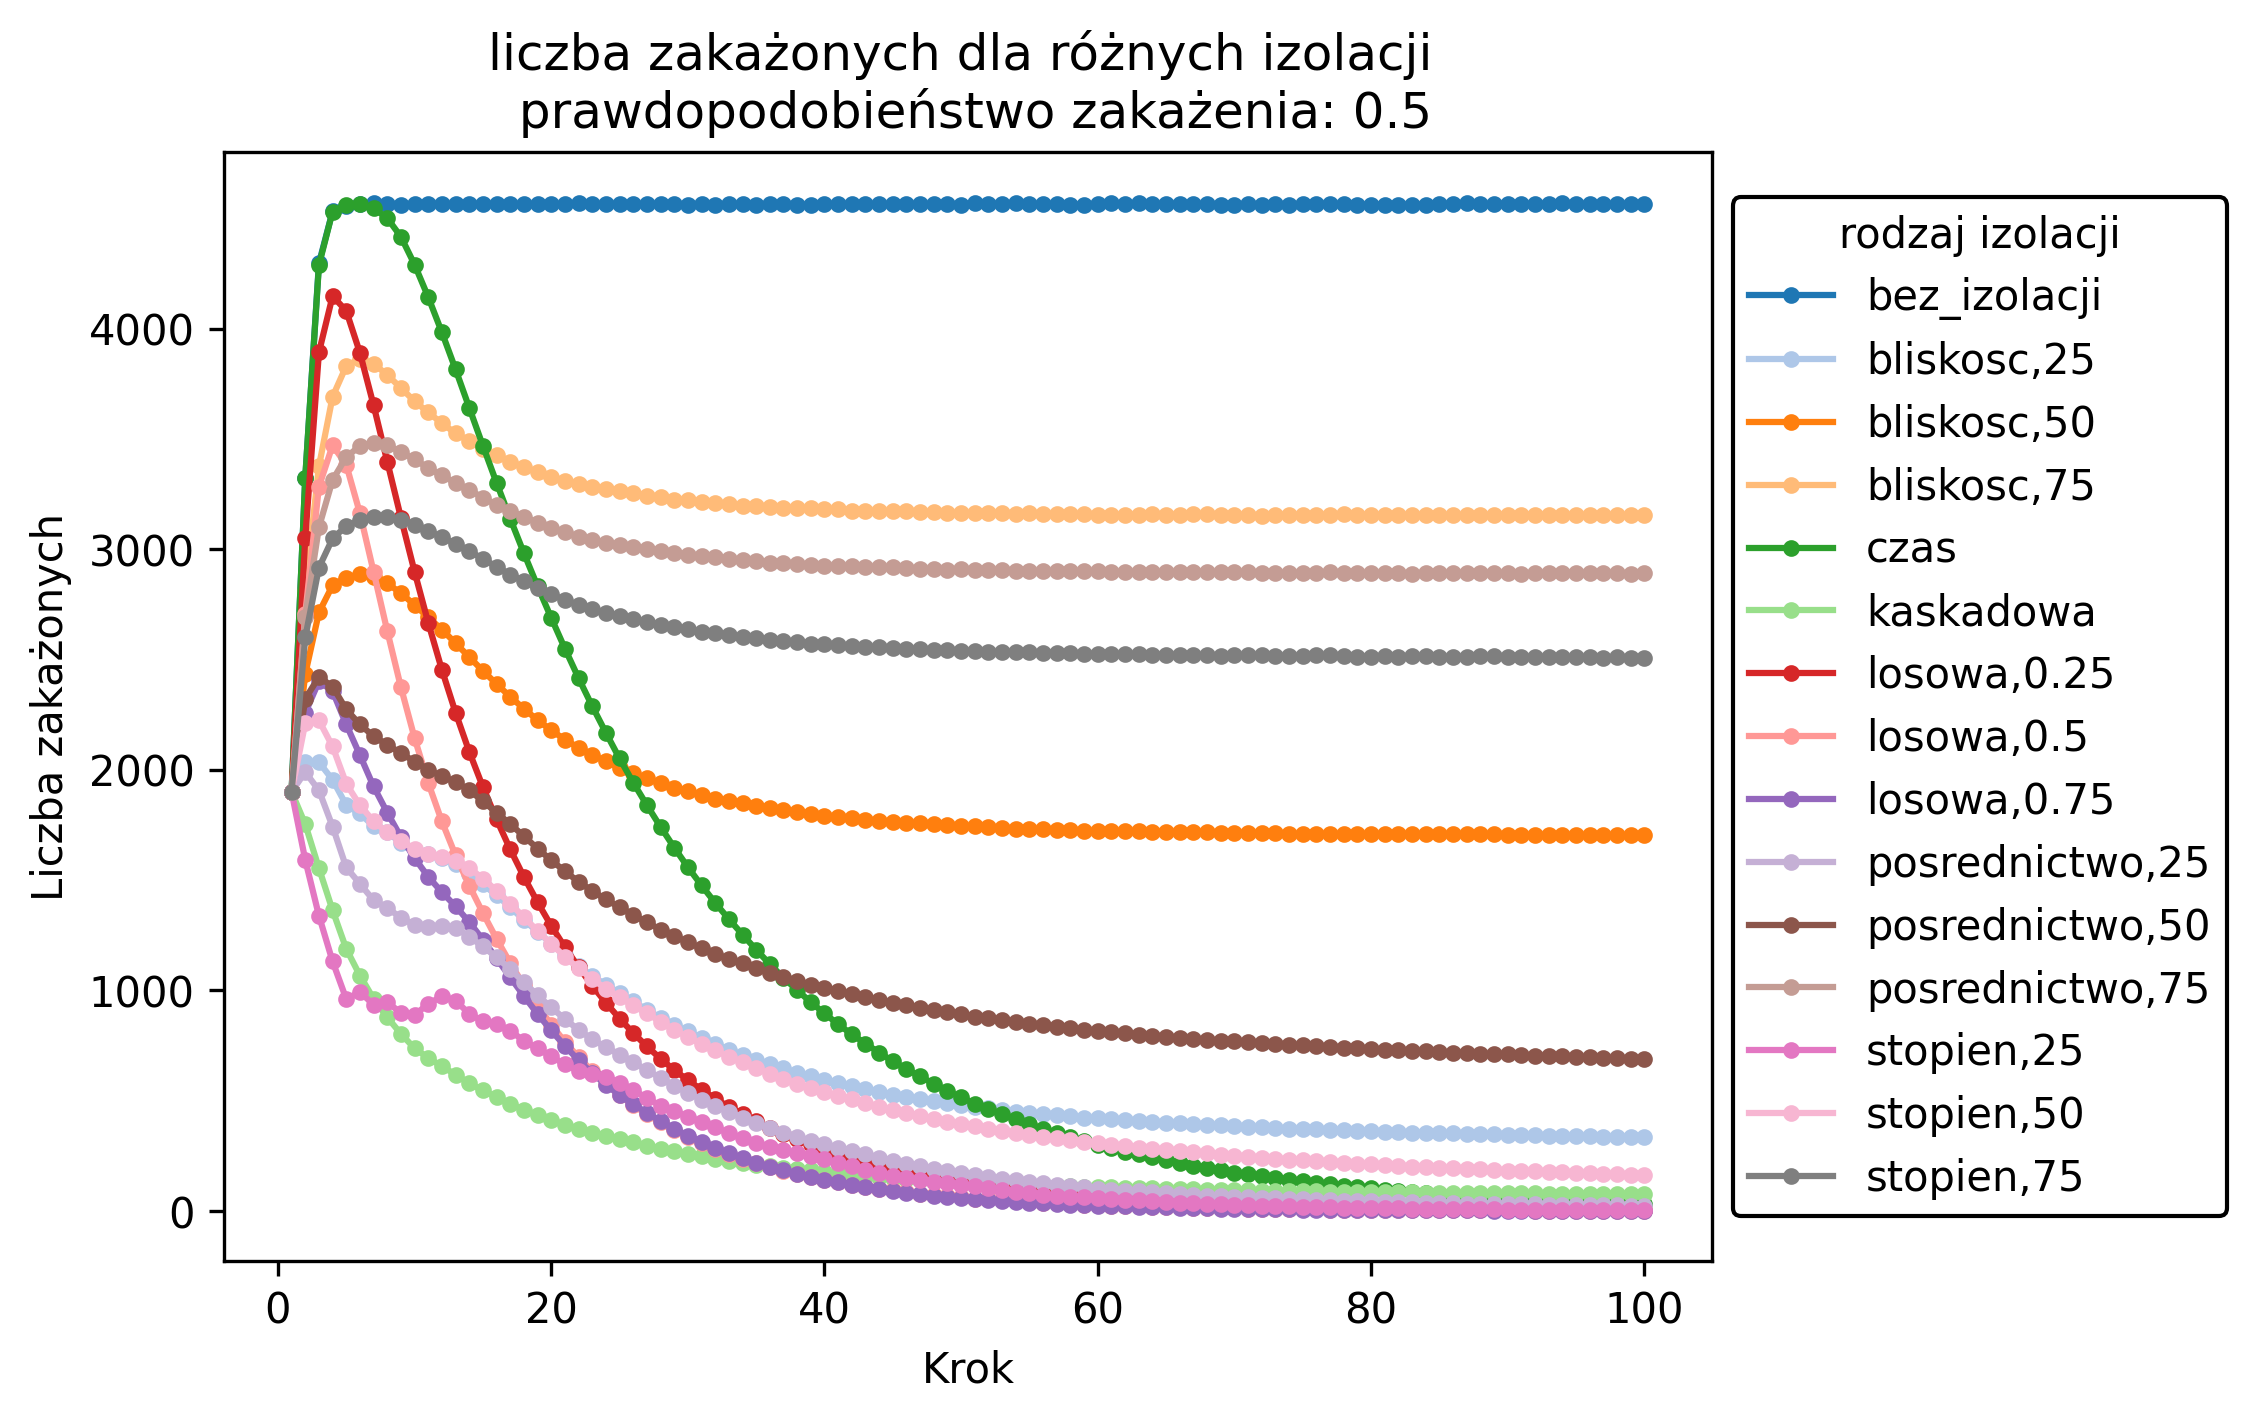 liczba zakażonych dla różnych izolacji
prawdopodobieństwo zakażenia: 0.5
Liczba zakażonych
4000
3000
2000
1000
0
0 20 40 60 80 100
Krok
rodzaj izolacji
bez_izolacji
bliskosc,25
bliskosc,50
bliskosc,75
czas
kaskadowa
losowa,0.25
losowa,0.5
losowa,0.75
posrednictwo,25
posrednictwo,50
posrednictwo,75
stopien,25
stopien,50
stopien,75